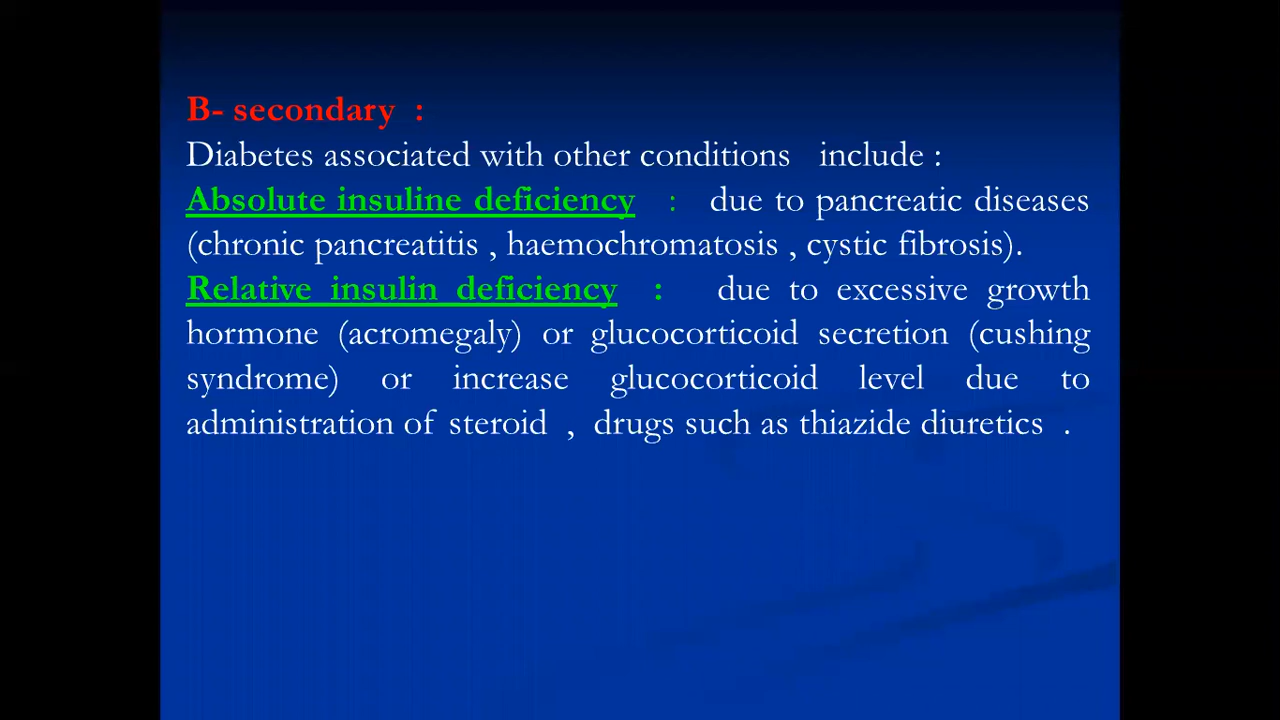 B- secondary :
Diabetes associated with other conditions include :
Absolute insuline deficiency : due to pancreatic diseases
(chronic pancreatitis , haemochromatosis , cystic fibrosis).
Relative insulin deficiency : due to excessive growth
hormone (acromegaly) or glucocorticoid secretion (cushing
syndrome) or increase glucocorticoid level due to
administration of steroid , drugs such as thiazide diuretics .